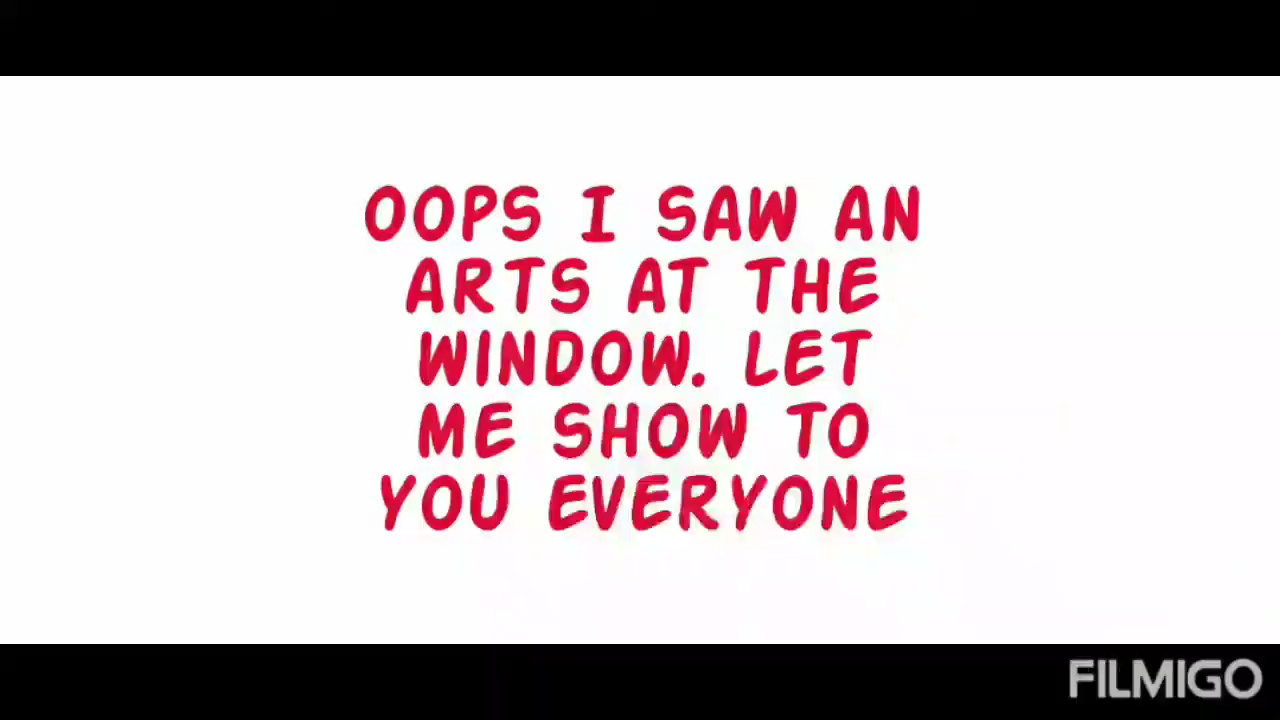 OOPS I SAW AN
ARTS AT THE
WINDOW. LET
ME SHOW TO
YOU EVERYONE
FILMIGO